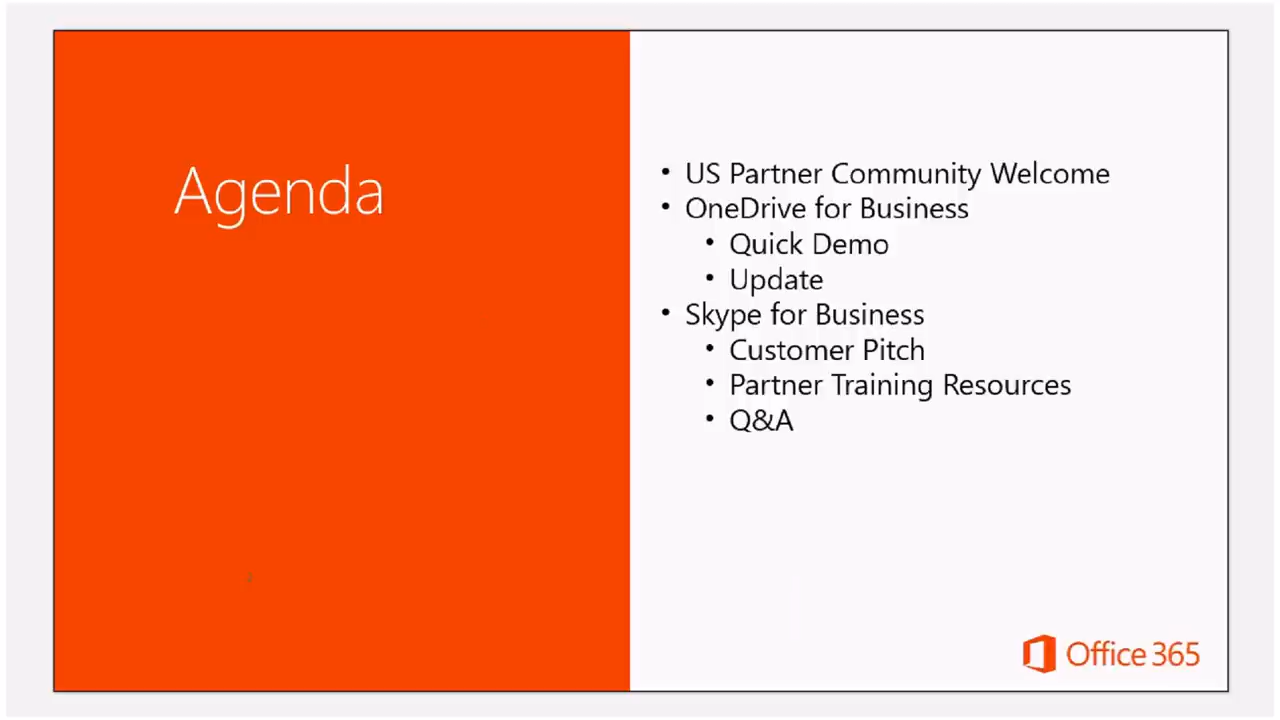 Agenda
• US Partner Community Welcome
• OneDrive for Business
• Quick Demo
• Update
• Skype for Business
• Customer Pitch
• Partner Training Resources
• Q&A
Office 365